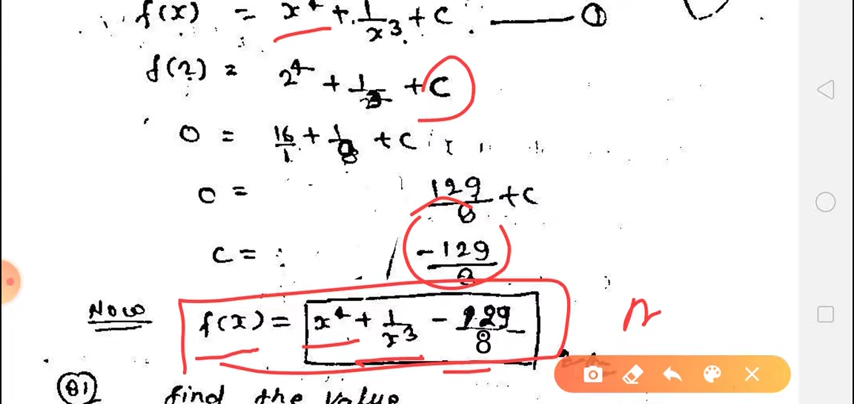 f(x) = x⁴ + 1/x³ + C ——— ①
f(2) = 2⁴ + 1/2³ + C
0 = 16/1 + 1/8 + C
0 = 129/8 + C
C = -129/8
Now f(x) = x⁴ + 1/x³ - 129/8
Q1 find the value